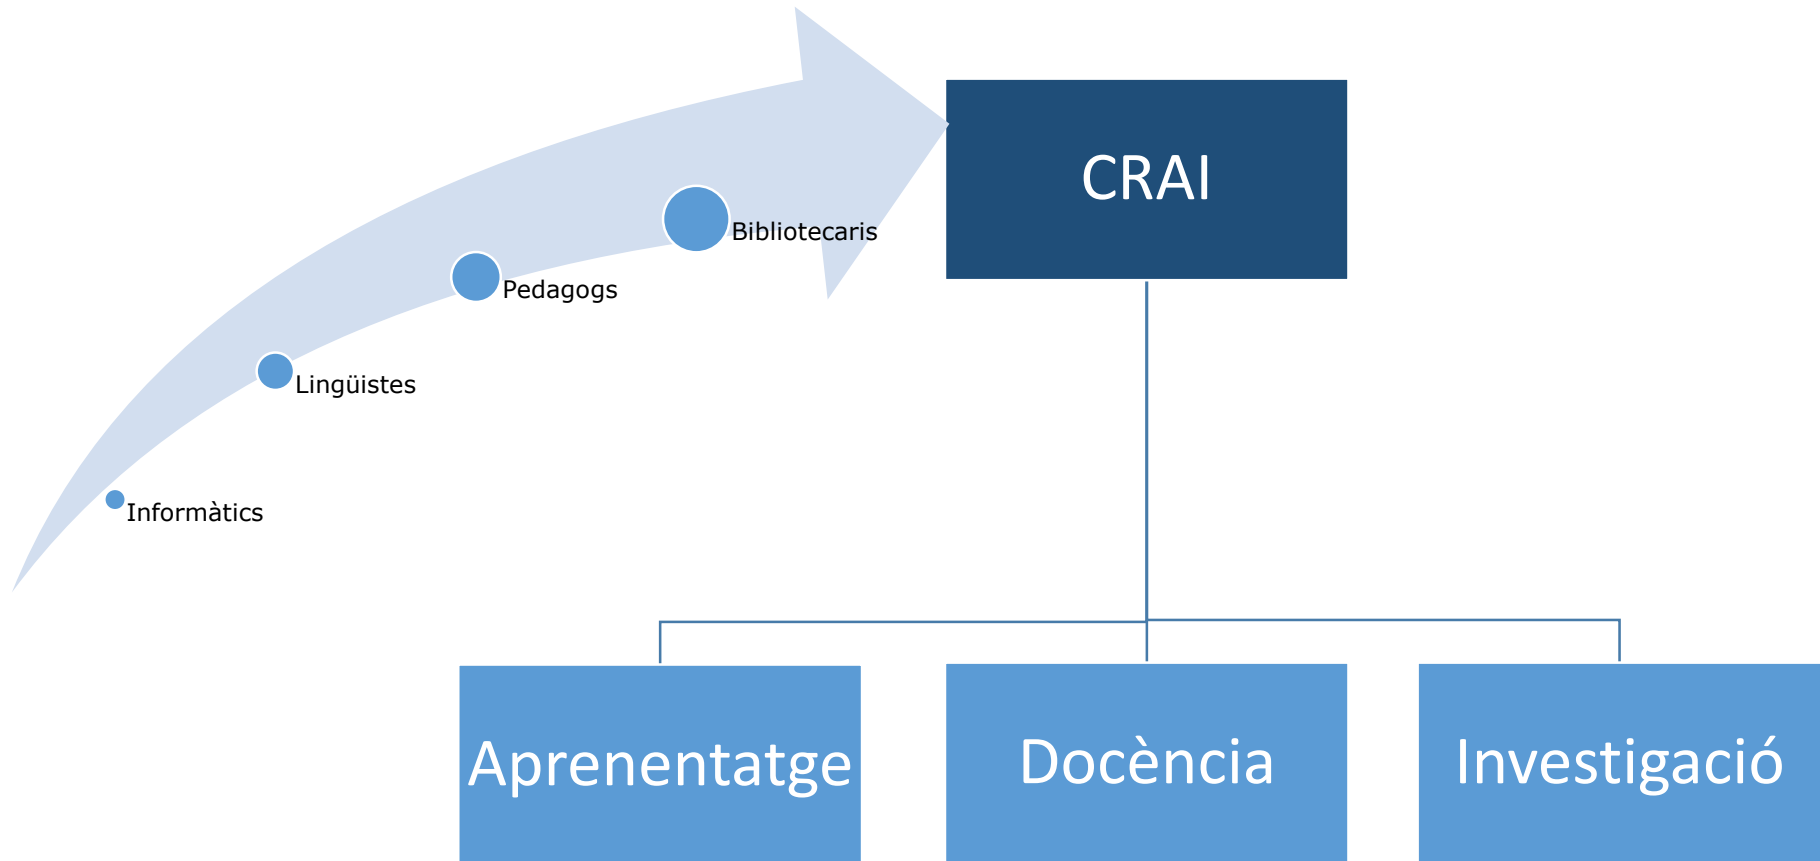 CRAI
Bibliotecaris
Pedagogs
Lingüistes
Informàtics
Aprenentatge
Docència
Investigació